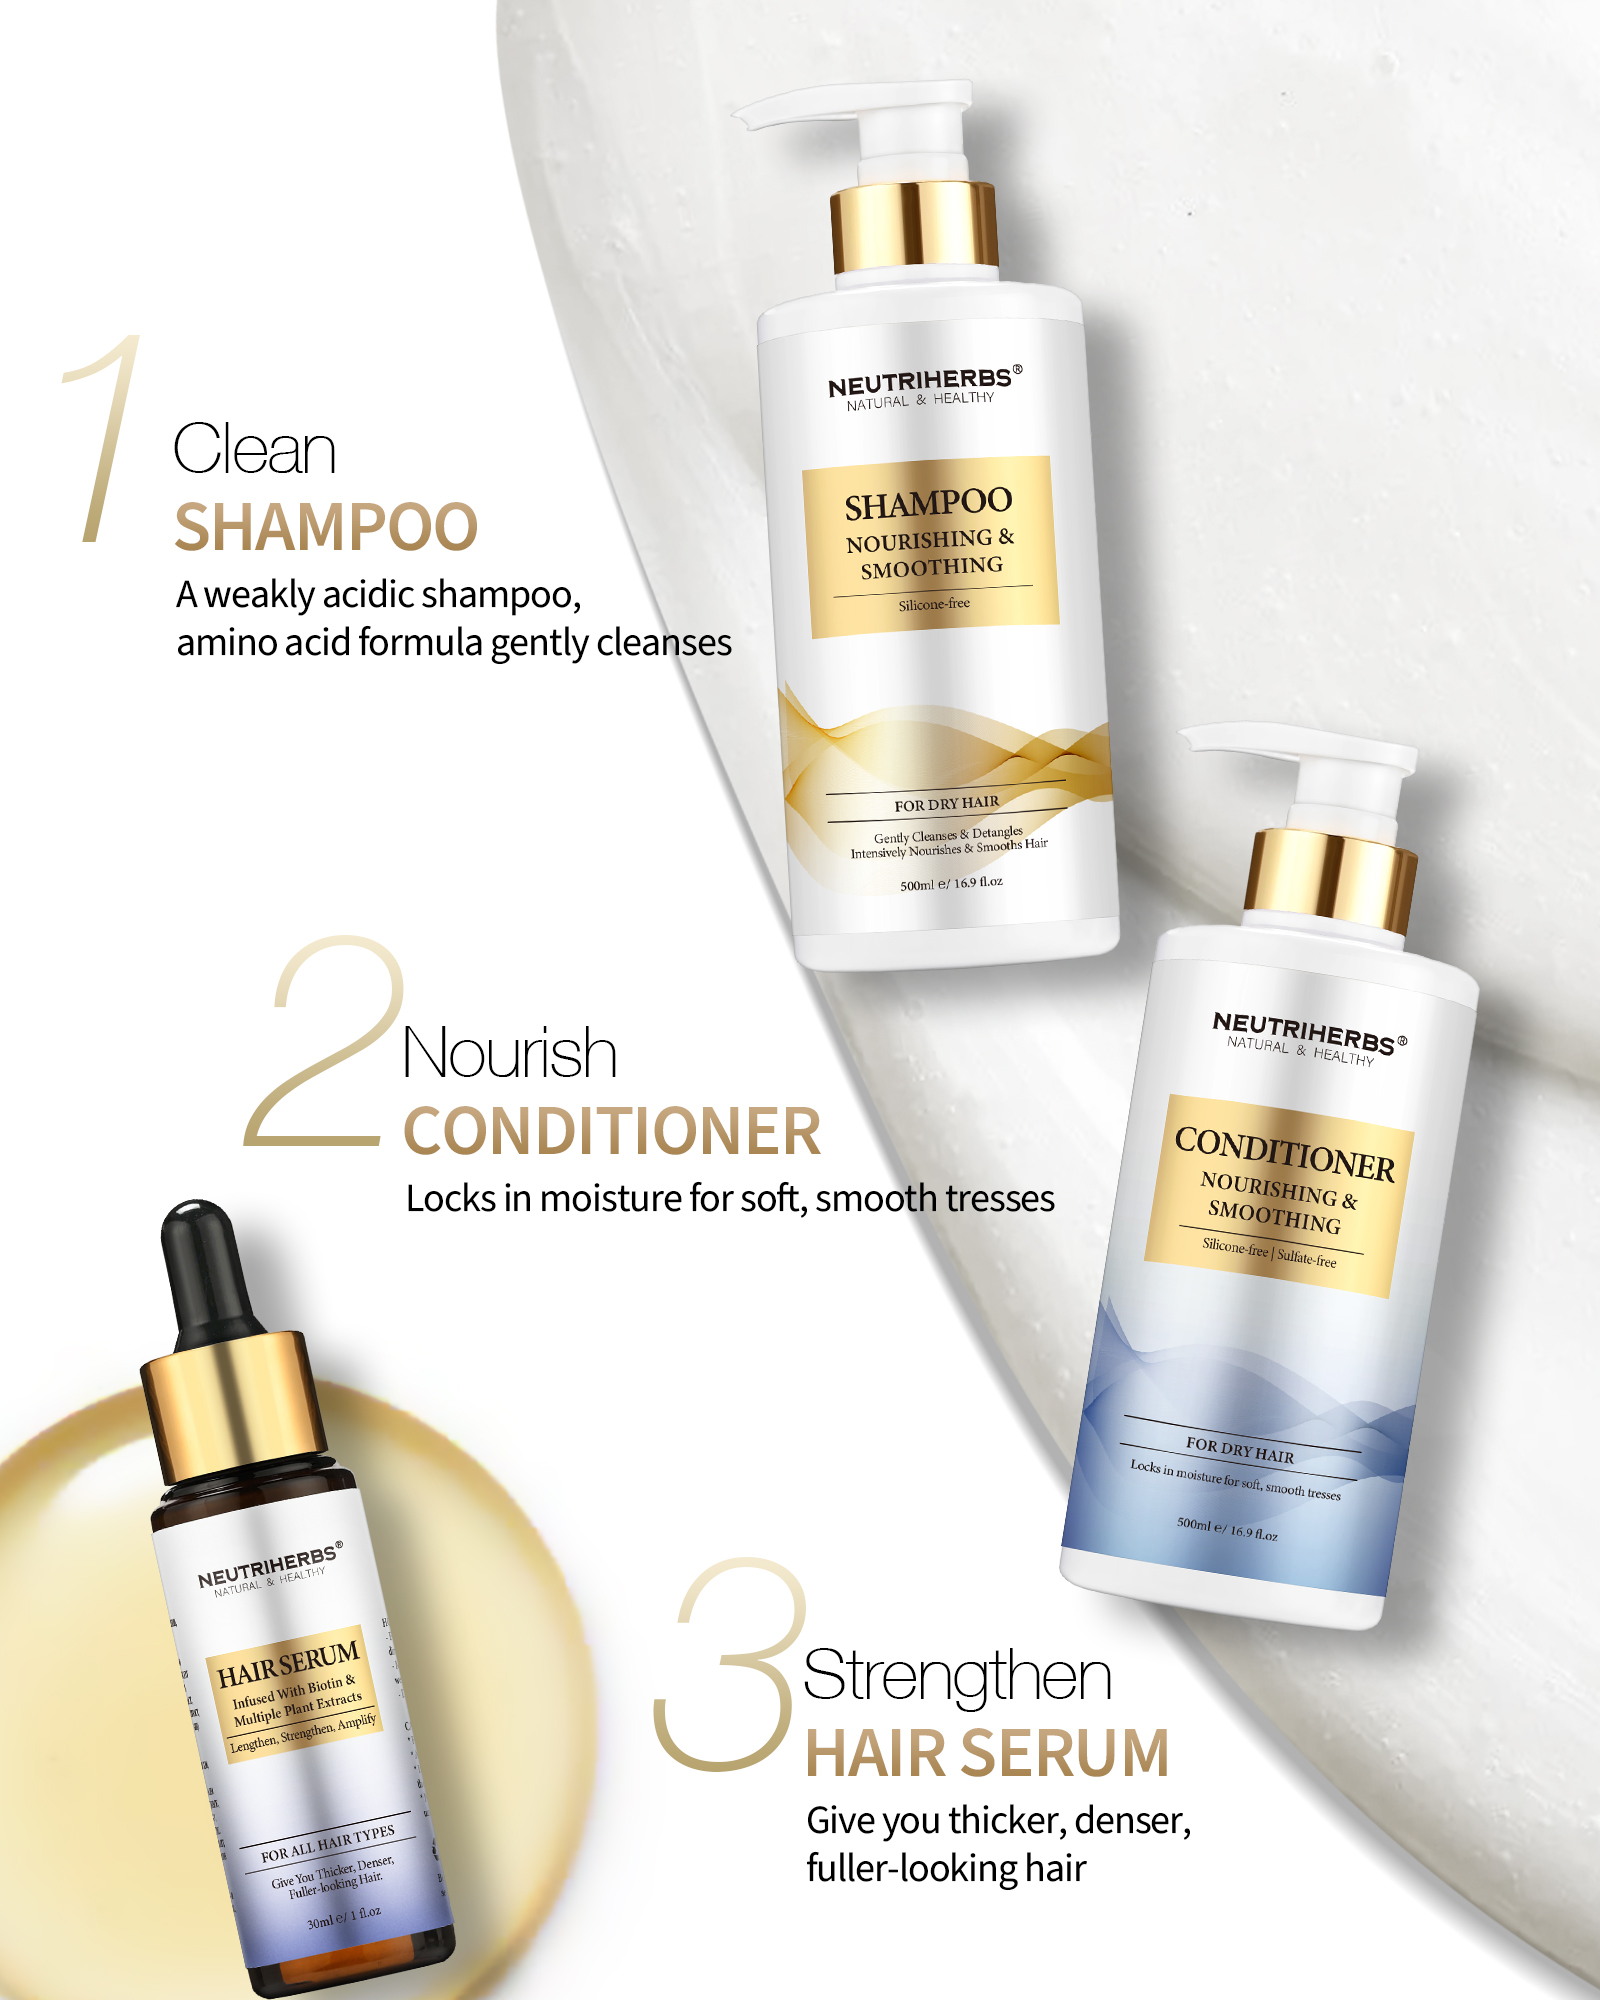 1
Clean
SHAMPOO
A weakly acidic shampoo,
amino acid formula gently cleanses
NEUTRIHERBS®
NATURAL & HEALTHY
SHAMPOO
NOURISHING &
SMOOTHING
Silicone-free
FOR DRY HAIR
Gently Cleanses & Detangles
Intensively Nourishes & Smooths Hair
500ml e/ 16.9 fl.oz
2
Nourish
CONDITIONER
Locks in moisture for soft, smooth tresses
NEUTRIHERBS®
NATURAL & HEALTHY
CONDITIONER
NOURISHING &
SMOOTHING
Silicone-free | Sulfate-free
FOR DRY HAIR
Locks in moisture for soft, smooth tresses
500ml e/ 16.9 fl.oz
3
Strengthen
HAIR SERUM
Give you thicker, denser,
fuller-looking hair
NEUTRIHERBS®
NATURAL & HEALTHY
HAIR SERUM
Infused With Biotin &
Multiple Plant Extracts
Lengthen, Strengthen, Amplify
FOR ALL HAIR TYPES
Give You Thicker, Denser,
Fuller-looking Hair.
30ml e/ 1 fl.oz